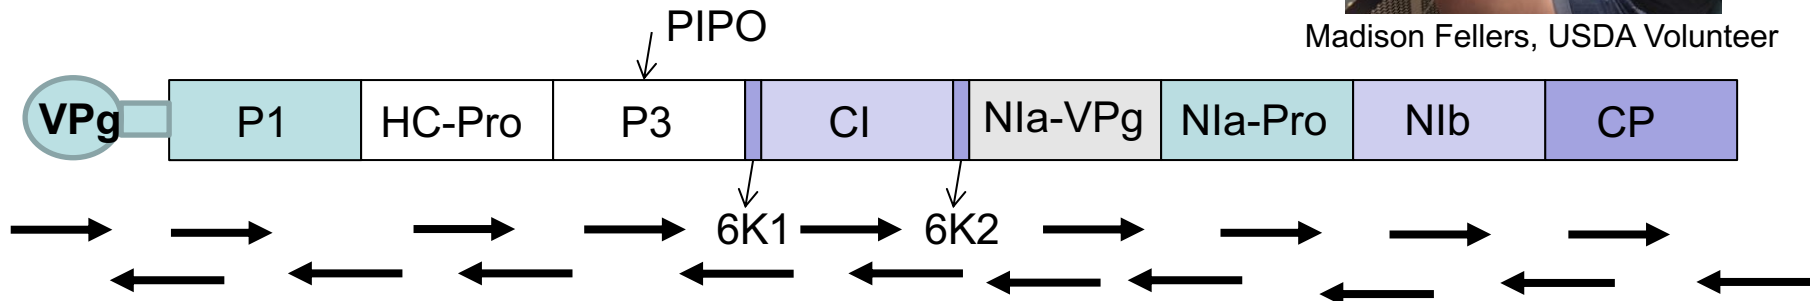 PIPO
Madison Fellers, USDA Volunteer
VPg P1 HC-Pro P3 CI NIa-VPg NIa-Pro NIb CP
6K1 6K2